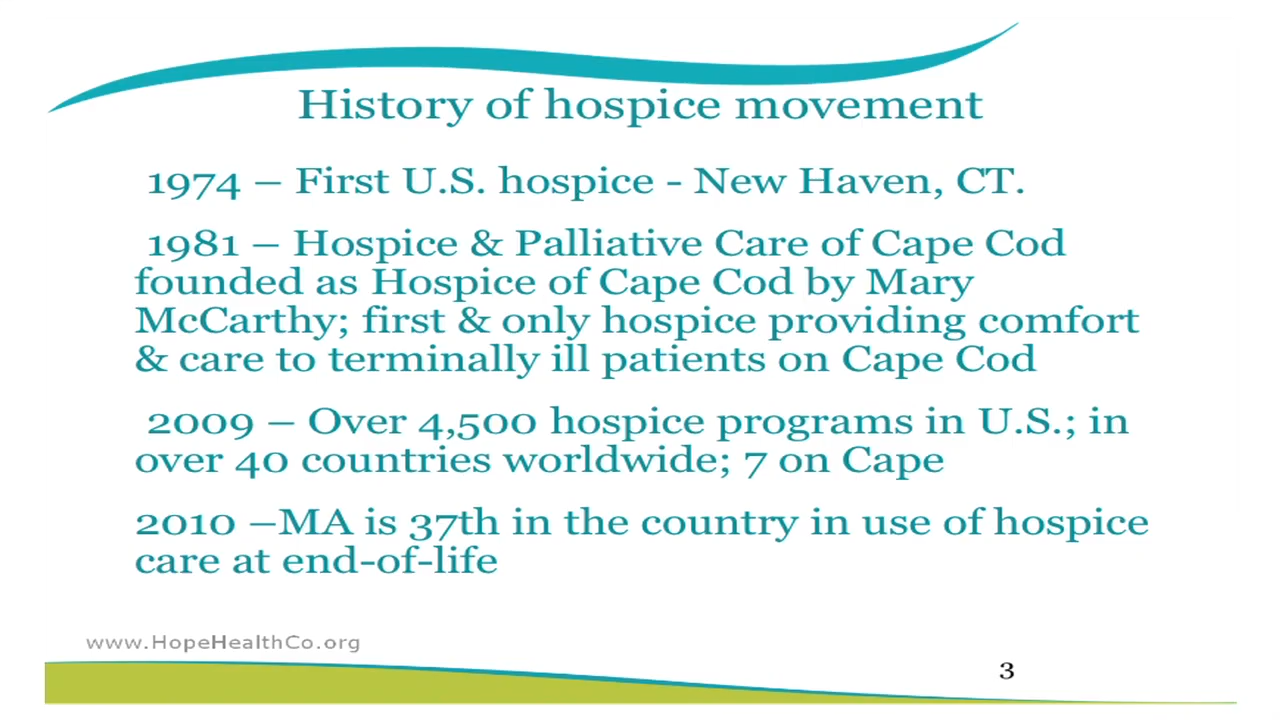 History of hospice movement
1974 – First U.S. hospice - New Haven, CT.
1981 – Hospice & Palliative Care of Cape Cod
founded as Hospice of Cape Cod by Mary
McCarthy; first & only hospice providing comfort
& care to terminally ill patients on Cape Cod
2009 – Over 4,500 hospice programs in U.S.; in
over 40 countries worldwide; 7 on Cape
2010 –MA is 37th in the country in use of hospice
care at end-of-life
www.HopeHealthCo.org
3